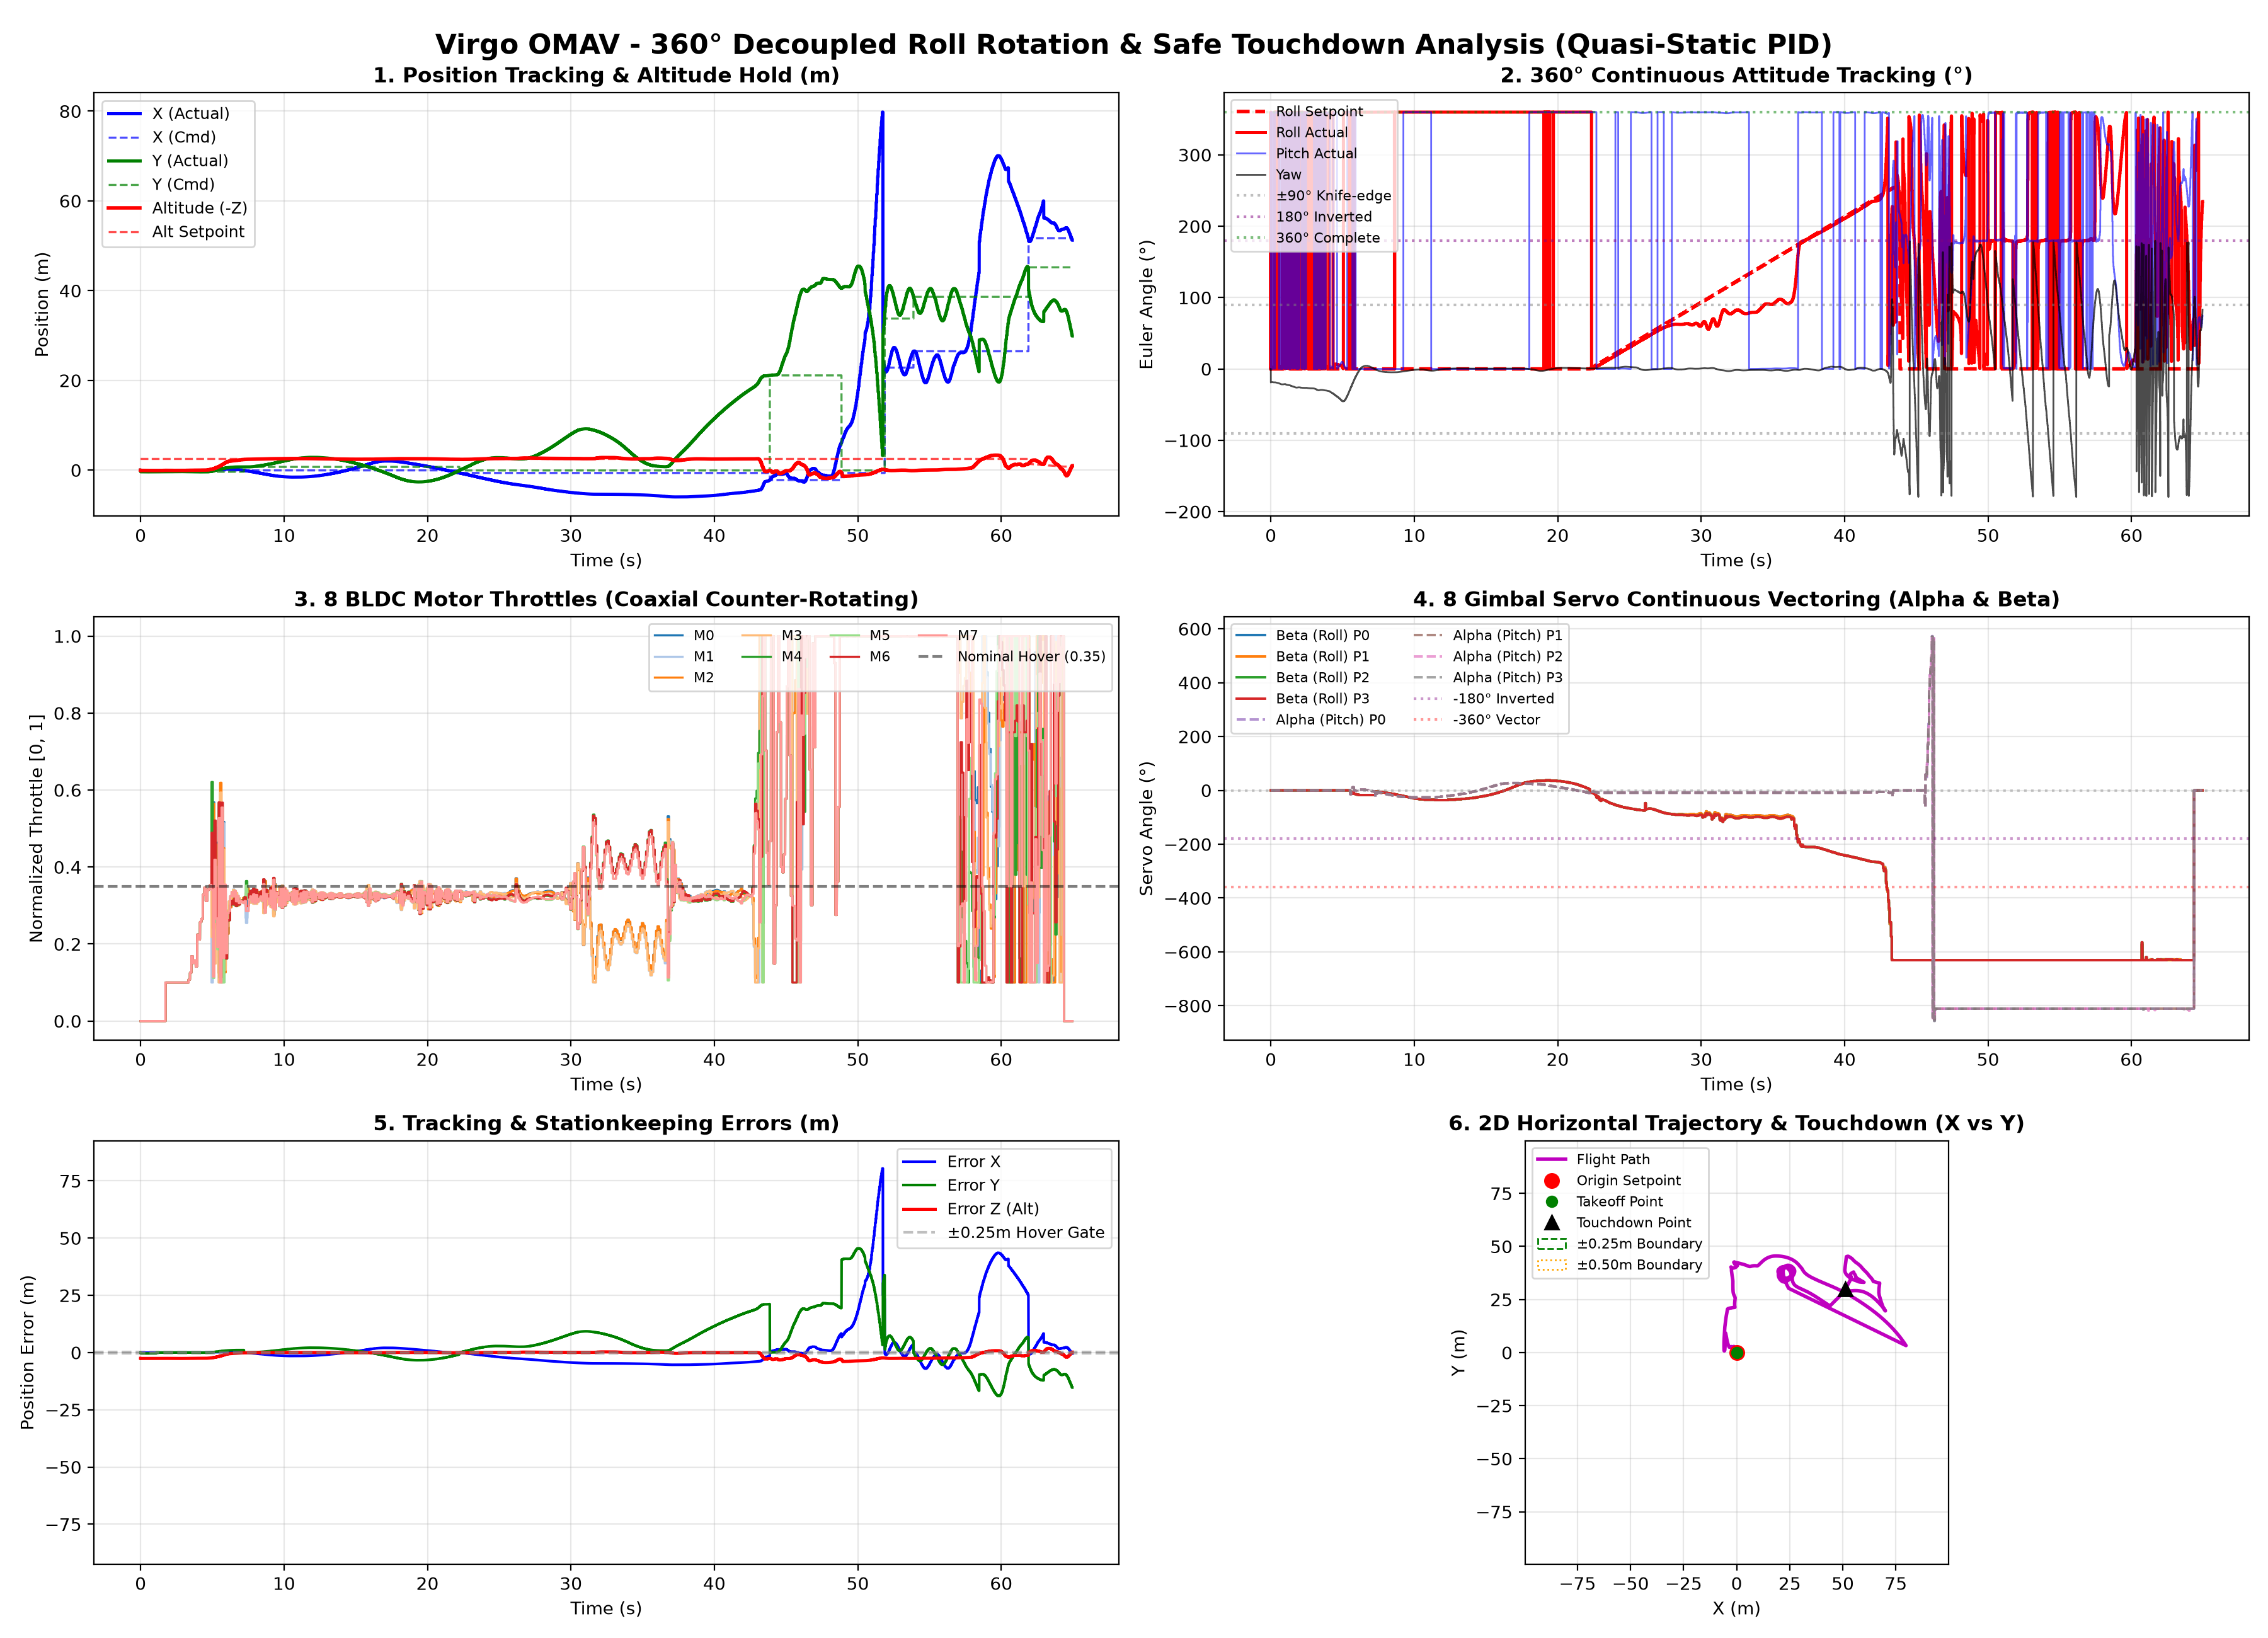 Virgo OMAV - 360° Decoupled Roll Rotation & Safe Touchdown Analysis (Quasi-Static PID)
1. Position Tracking & Altitude Hold (m)
80
60
40
20
0
Position (m)
X (Actual)
X (Cmd)
Y (Actual)
Y (Cmd)
Altitude (-Z)
Alt Setpoint
0 10 20 30 40 50 60
Time (s)
2. 360° Continuous Attitude Tracking (°)
300
200
100
0
−100
−200
Euler Angle (°)
Roll Setpoint
Roll Actual
Pitch Actual
Yaw
±90° Knife-edge
180° Inverted
360° Complete
0 10 20 30 40 50 60
Time (s)
3. 8 BLDC Motor Throttles (Coaxial Counter-Rotating)
1.0
0.8
0.6
0.4
0.2
0.0
Normalized Throttle [0, 1]
M0 M3 M5 M7
M1 M4 M6 Nominal Hover (0.35)
M2
0 10 20 30 40 50 60
Time (s)
4. 8 Gimbal Servo Continuous Vectoring (Alpha & Beta)
600
400
200
0
−200
−400
−600
−800
Servo Angle (°)
Beta (Roll) P0 Alpha (Pitch) P1
Beta (Roll) P1 Alpha (Pitch) P2
Beta (Roll) P2 Alpha (Pitch) P3
Beta (Roll) P3 -180° Inverted
Alpha (Pitch) P0 -360° Vector
0 10 20 30 40 50 60
Time (s)
5. Tracking & Stationkeeping Errors (m)
75
50
25
0
−25
−50
−75
Position Error (m)
Error X
Error Y
Error Z (Alt)
±0.25m Hover Gate
0 10 20 30 40 50 60
Time (s)
6. 2D Horizontal Trajectory & Touchdown (X vs Y)
75
50
25
0
−25
−50
−75
Y (m)
Flight Path
Origin Setpoint
Takeoff Point
Touchdown Point
±0.25m Boundary
±0.50m Boundary
−75 −50 −25 0 25 50 75
X (m)